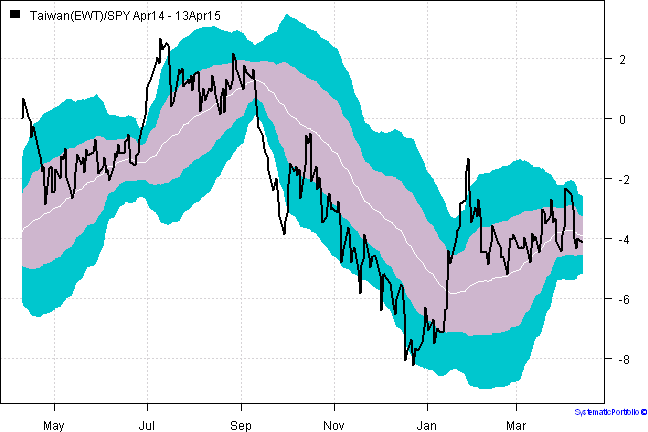 Taiwan(EWT)/SPY Apr14 - 13Apr15
2
0
-2
-4
-6
-8
May Jul Sep Nov Jan Mar
SystematicPortfolio ©